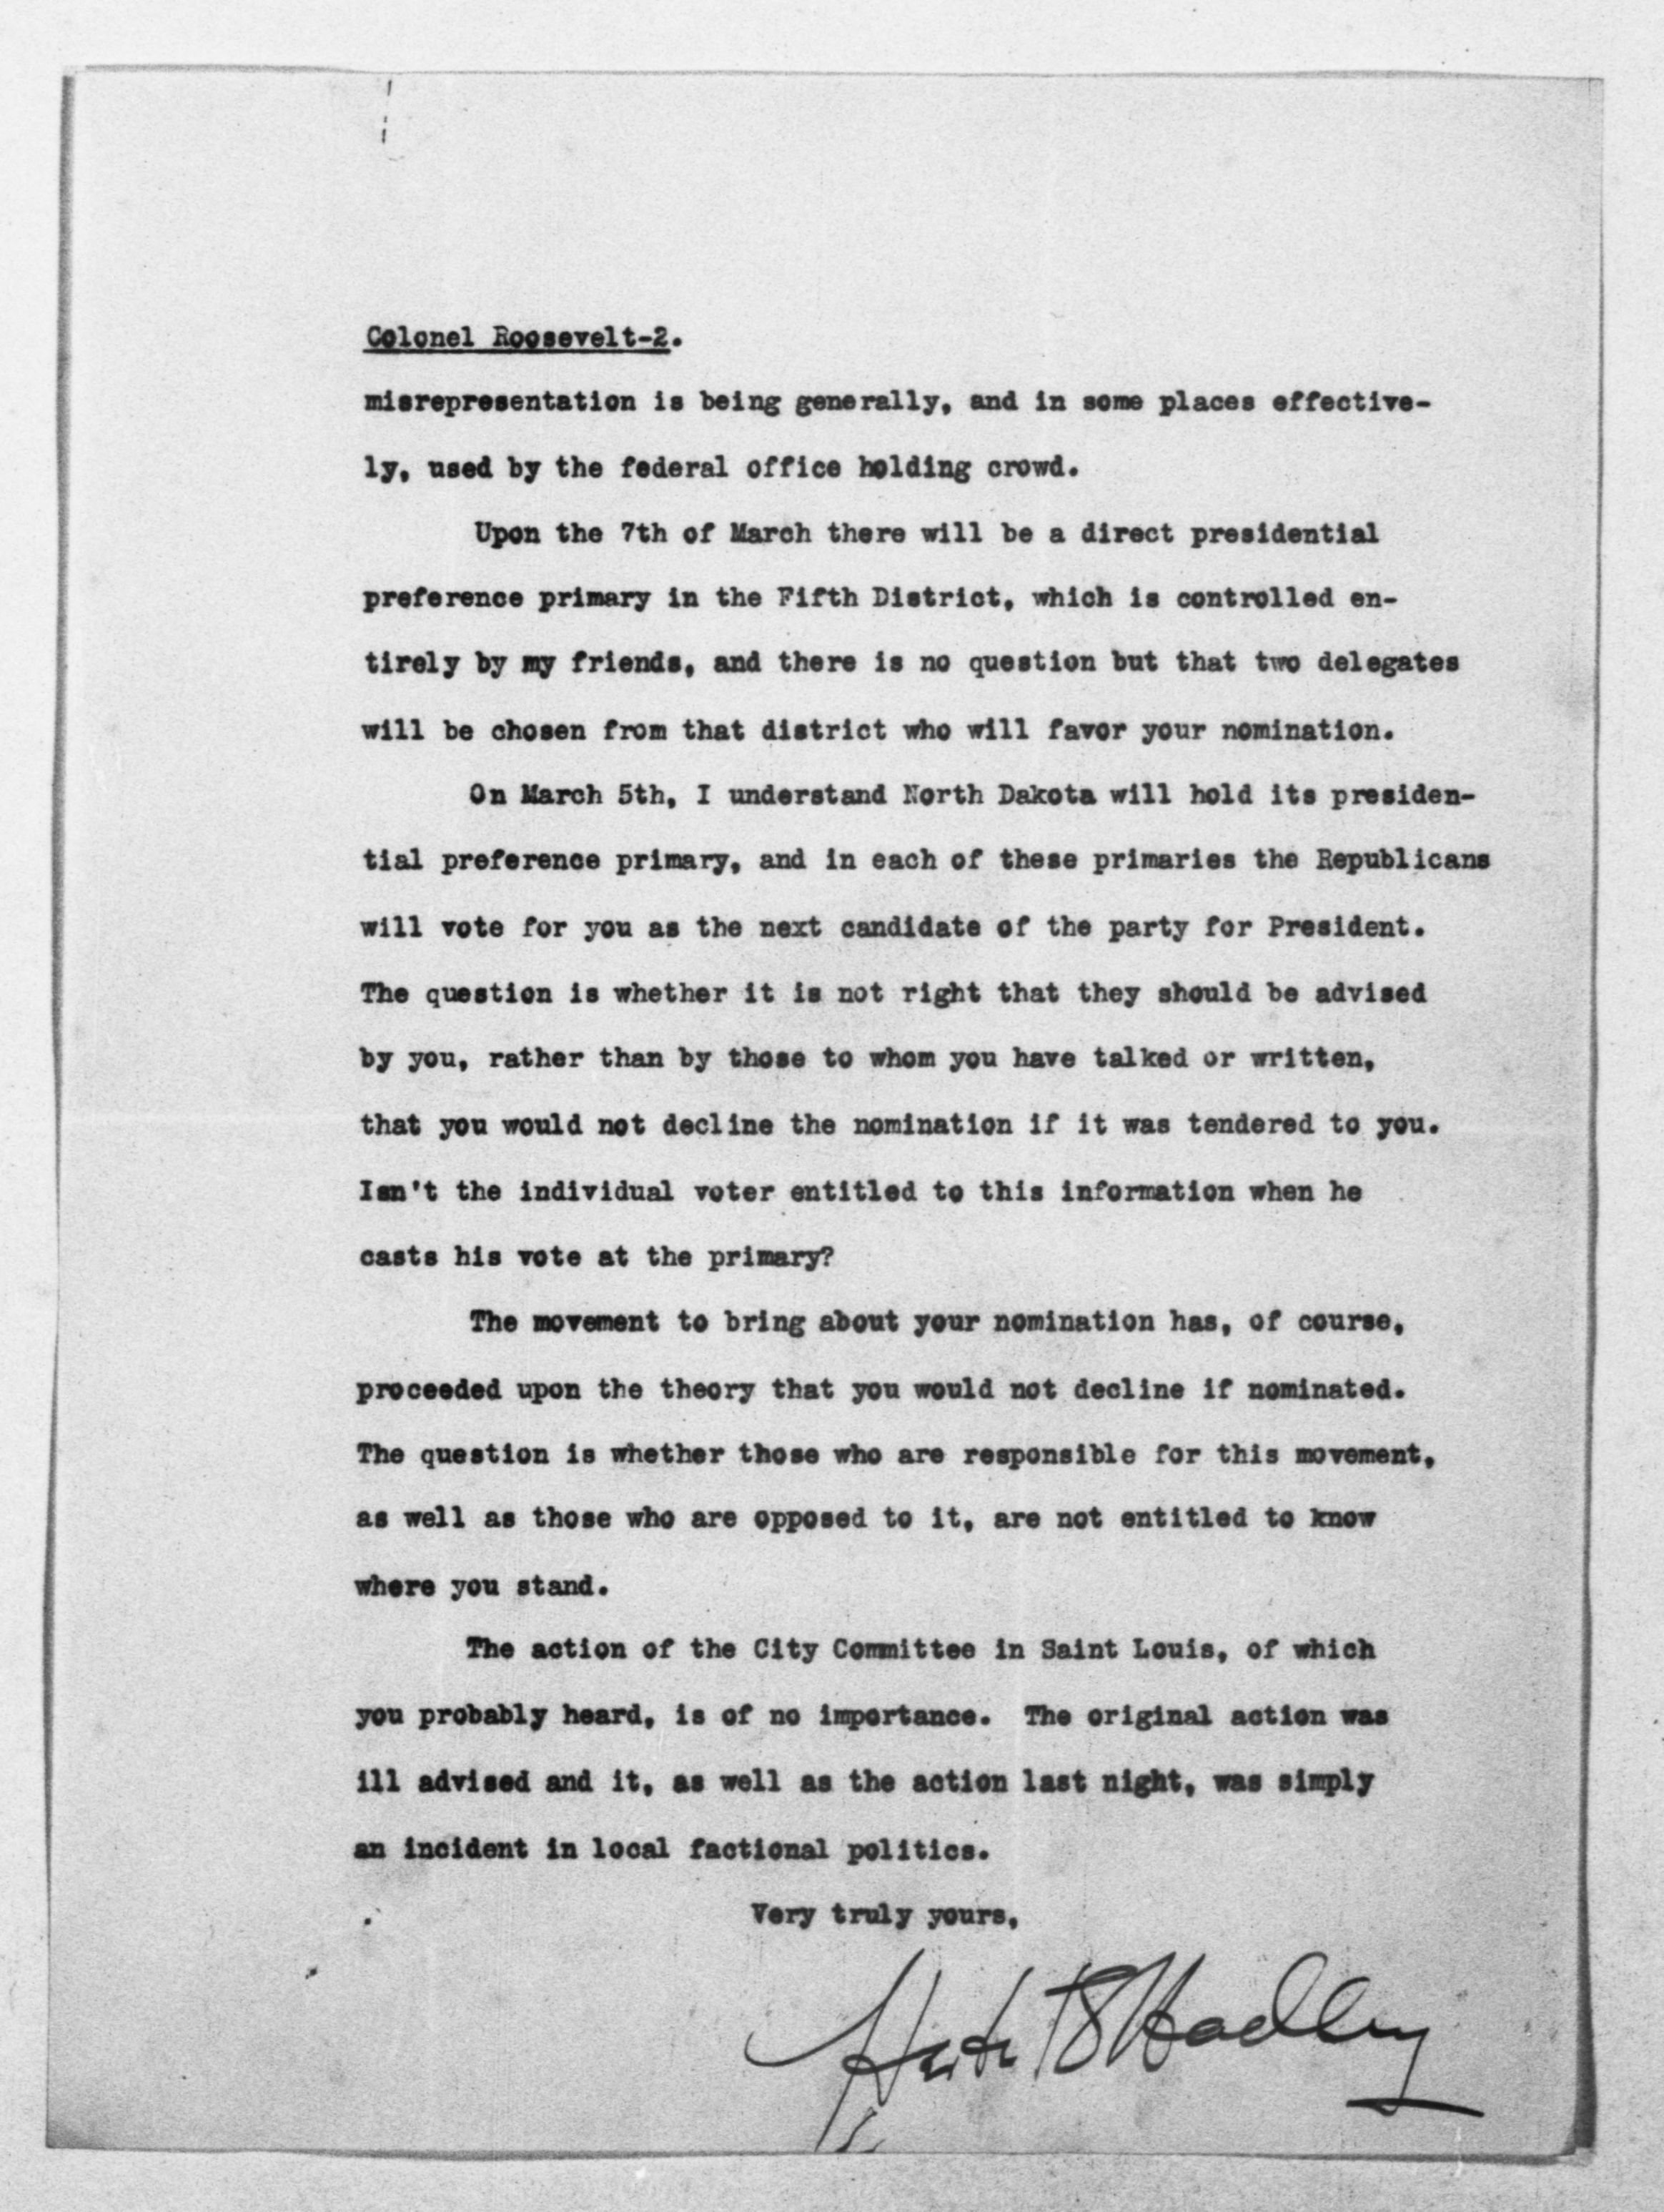 Colonel Roosevelt-2.
misrepresentation is being generally, and in some places effective-
ly, used by the federal office holding crowd.
Upon the 7th of March there will be a direct presidential
preference primary in the Fifth District, which is controlled en-
tirely by my friends, and there is no question but that two delegates
will be chosen from that district who will favor your nomination.
On March 5th, I understand North Dakota will hold its presiden-
tial preference primary, and in each of these primaries the Republicans
will vote for you as the next candidate of the party for President.
The question is whether it is not right that they should be advised
by you, rather than by those to whom you have talked or written,
that you would not decline the nomination if it was tendered to you.
Isn't the individual voter entitled to this information when he
casts his vote at the primary?
The movement to bring about your nomination has, of course,
proceeded upon the theory that you would not decline if nominated.
The question is whether those who are responsible for this movement,
as well as those who are opposed to it, are not entitled to know
where you stand.
The action of the City Committee in Saint Louis, of which
you probably heard, is of no importance. The original action was
ill advised and it, as well as the action last night, was simply
an incident in local factional politics.
Very truly yours,
Herbert S Hadley